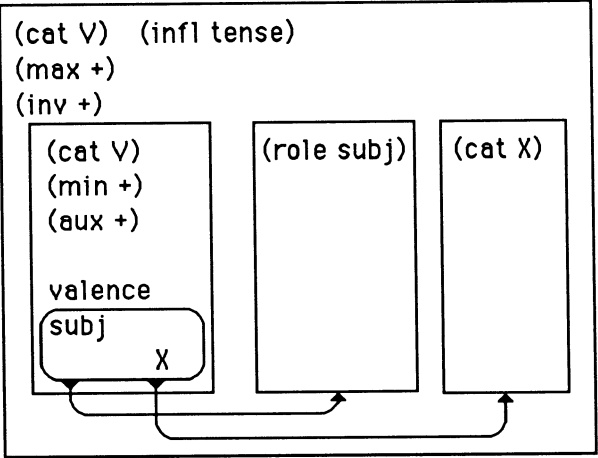 (cat V) (infl tense)
(max +)
(inv +)
(cat V)
(min +)
(aux +)
valence
subj
X
(role subj)
(cat X)